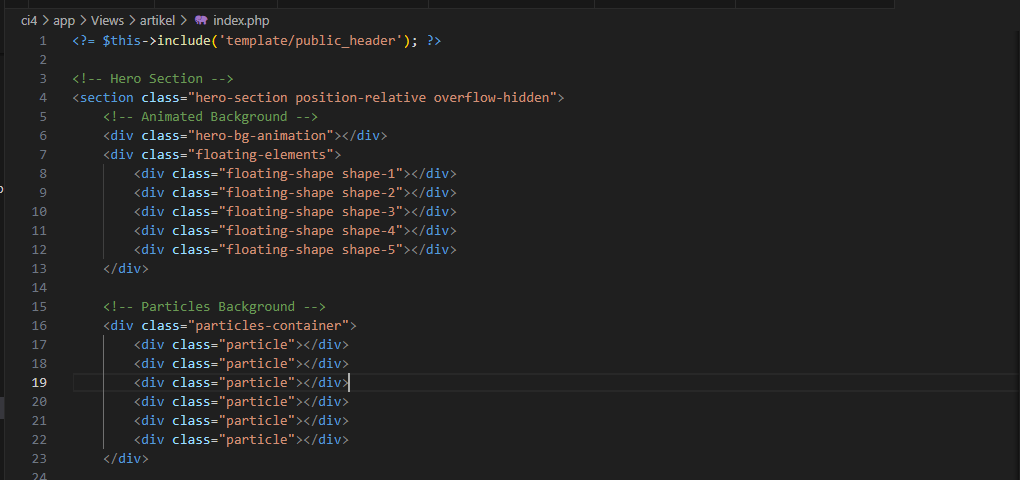 ci4 > app > Views > artikel > index.php
1 <?= $this->include('template/public_header'); ?>
2
3 <!-- Hero Section -->
4 <section class="hero-section position-relative overflow-hidden">
5     <!-- Animated Background -->
6     <div class="hero-bg-animation"></div>
7     <div class="floating-elements">
8         <div class="floating-shape shape-1"></div>
9         <div class="floating-shape shape-2"></div>
10         <div class="floating-shape shape-3"></div>
11         <div class="floating-shape shape-4"></div>
12         <div class="floating-shape shape-5"></div>
13     </div>
14
15     <!-- Particles Background -->
16     <div class="particles-container">
17         <div class="particle"></div>
18         <div class="particle"></div>
19         <div class="particle"></div>
20         <div class="particle"></div>
21         <div class="particle"></div>
22         <div class="particle"></div>
23     </div>
24